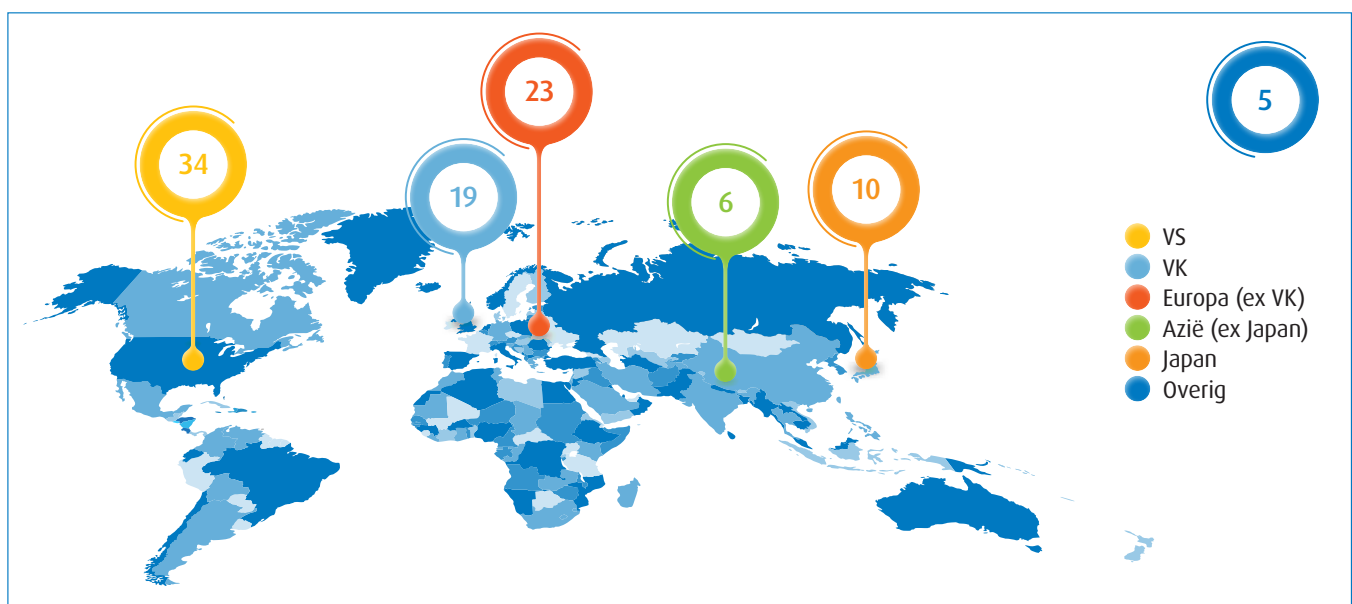 34
19
23
6
10
5
VS
VK
Europa (ex VK)
Azië (ex Japan)
Japan
Overig